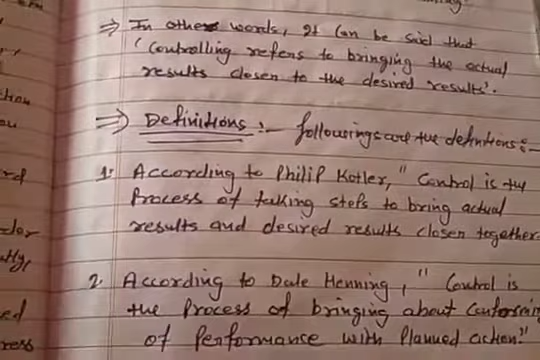 ⇒ In other words, It can be said that
'Controlling refers to bringing the actual
results closer to the desired results'.
⇒ Definitions :- followings are the definitions :-
1. According to Philip Kotler, "Control is the
Process of taking steps to bring actual
results and desired results closer together
2. According to Dale Henning, "Control is
the Process of bringing about Conformi
of Performance with Planned action."